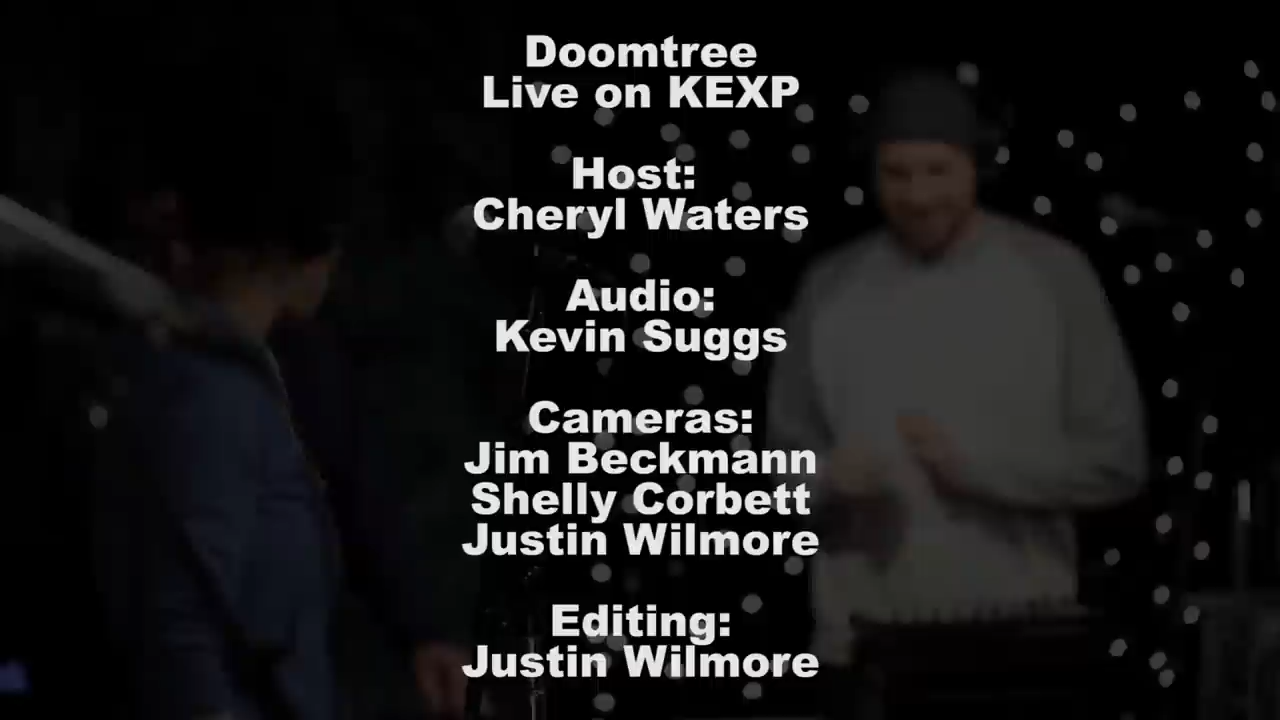 Doomtree
Live on KEXP
Host:
Cheryl Waters
Audio:
Kevin Suggs
Cameras:
Jim Beckmann
Shelly Corbett
Justin Wilmore
Editing:
Justin Wilmore